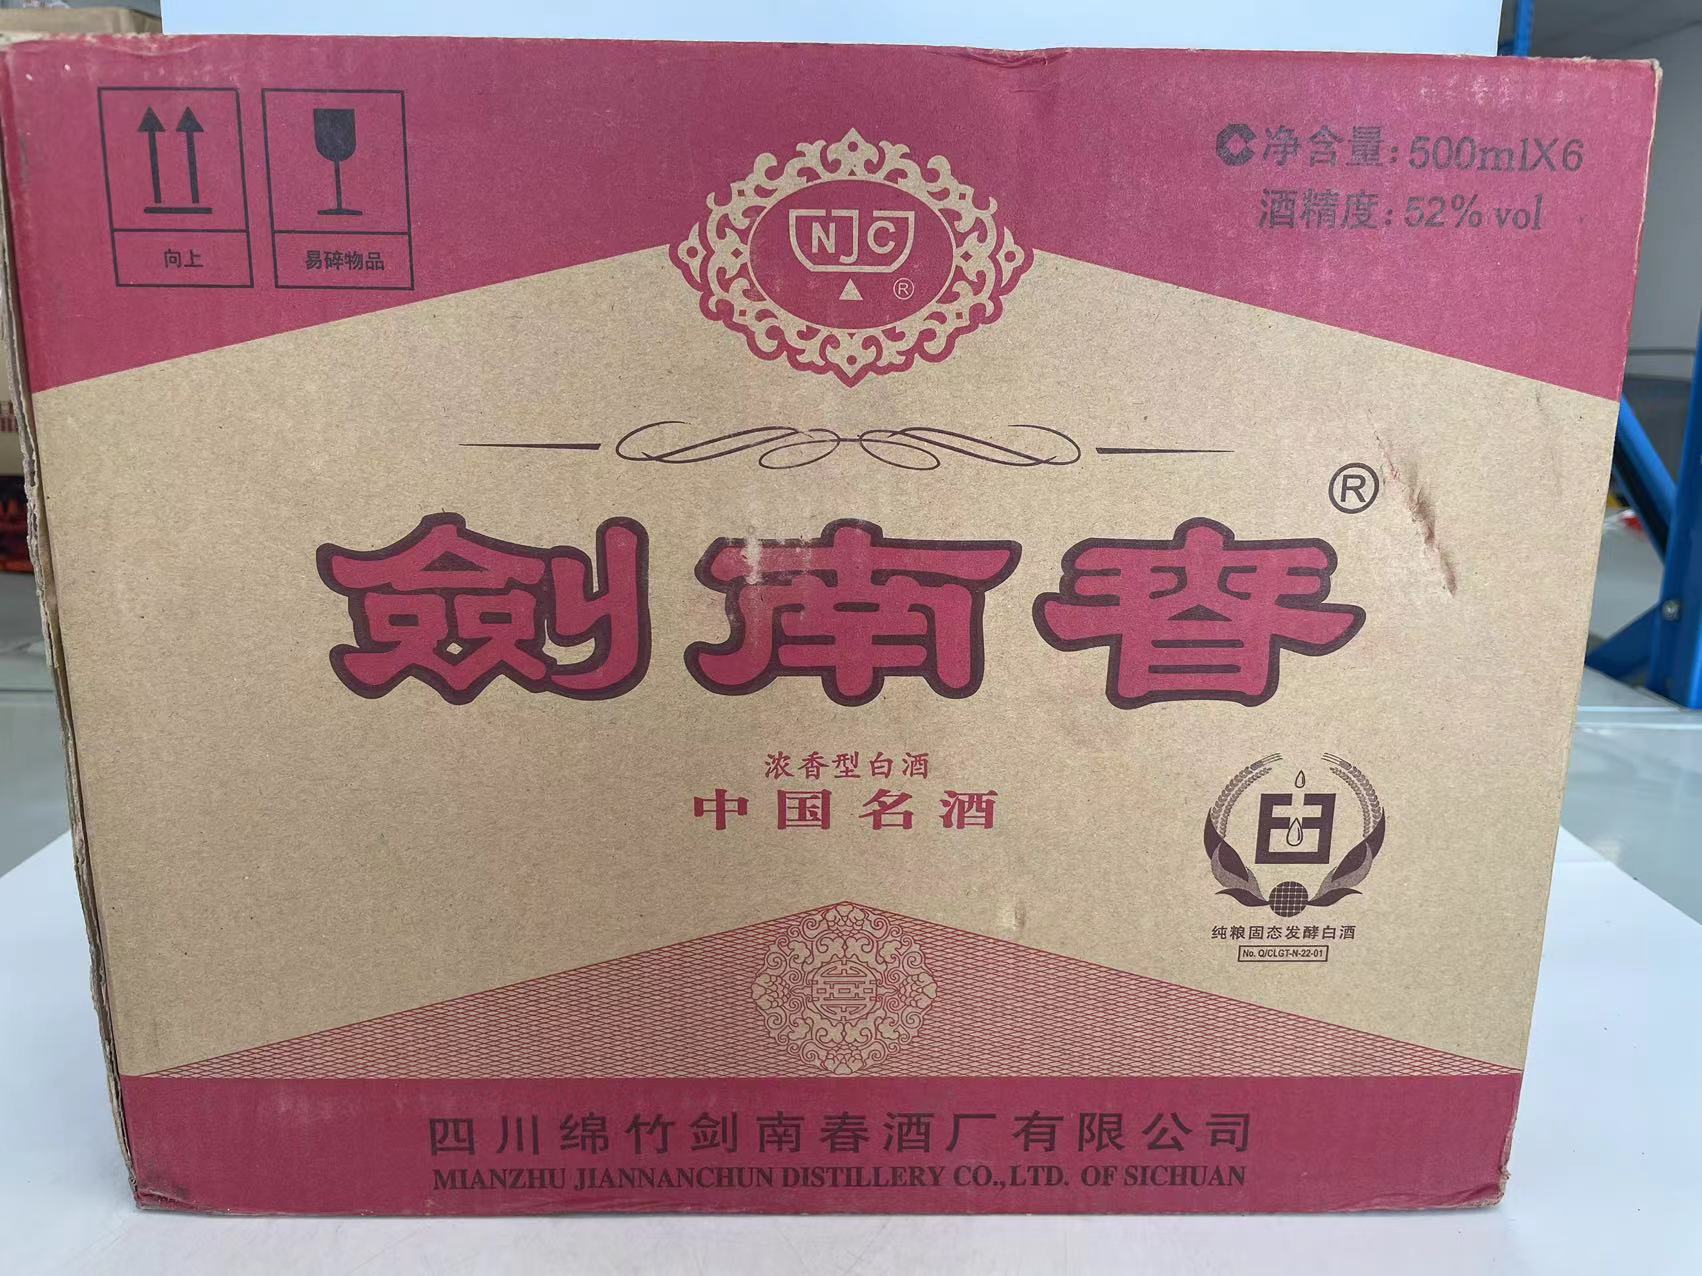 向上
易碎物品
NJC
®
净含量:500mlX6
酒精度:52% vol
劍南春®
浓香型白酒
中国名酒
纯粮固态发酵白酒
No. Q/CLGT-N-22-01
四川绵竹剑南春酒厂有限公司
MIANZHU JIANNANCHUN DISTILLERY CO.,LTD. OF SICHUAN